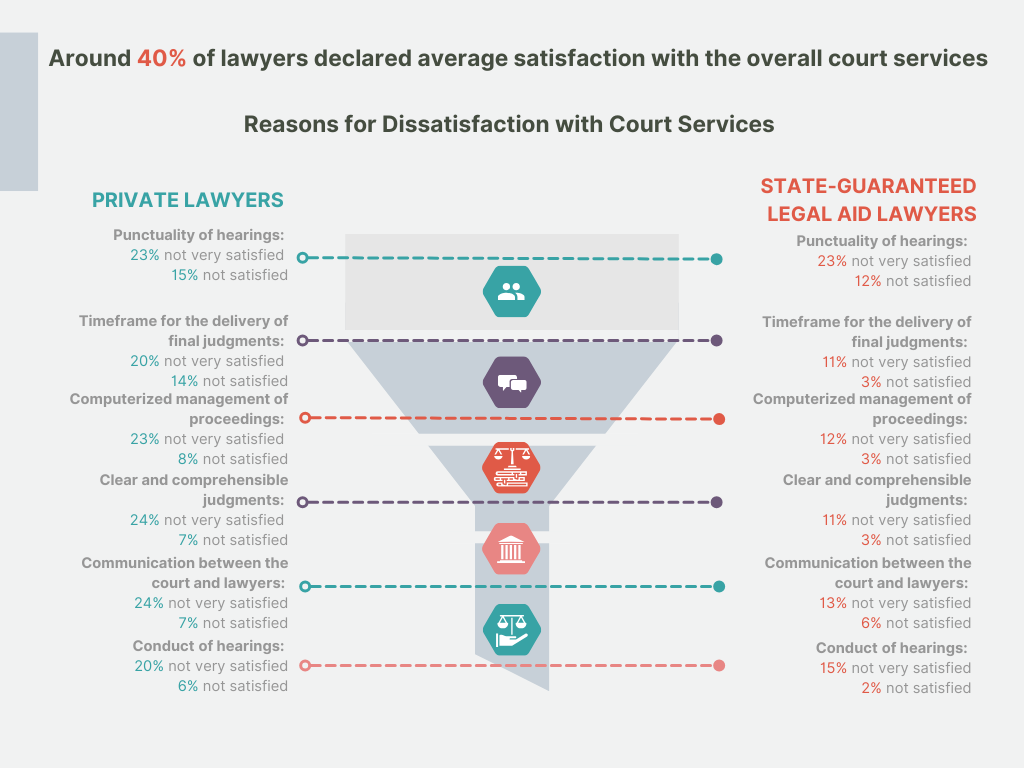 Around 40% of lawyers declared average satisfaction with the overall court services
Reasons for Dissatisfaction with Court Services
PRIVATE LAWYERS
Punctuality of hearings:
23% not very satisfied
15% not satisfied
Timeframe for the delivery of
final judgments:
20% not very satisfied
14% not satisfied
Computerized management of
proceedings:
23% not very satisfied
8% not satisfied
Clear and comprehensible
judgments:
24% not very satisfied
7% not satisfied
Communication between the
court and lawyers:
24% not very satisfied
7% not satisfied
Conduct of hearings:
20% not very satisfied
6% not satisfied
STATE-GUARANTEED
LEGAL AID LAWYERS
Punctuality of hearings:
23% not very satisfied
12% not satisfied
Timeframe for the delivery of
final judgments:
11% not very satisfied
3% not satisfied
Computerized management of
proceedings:
12% not very satisfied
3% not satisfied
Clear and comprehensible
judgments:
11% not very satisfied
3% not satisfied
Communication between the
court and lawyers:
13% not very satisfied
6% not satisfied
Conduct of hearings:
15% not very satisfied
2% not satisfied